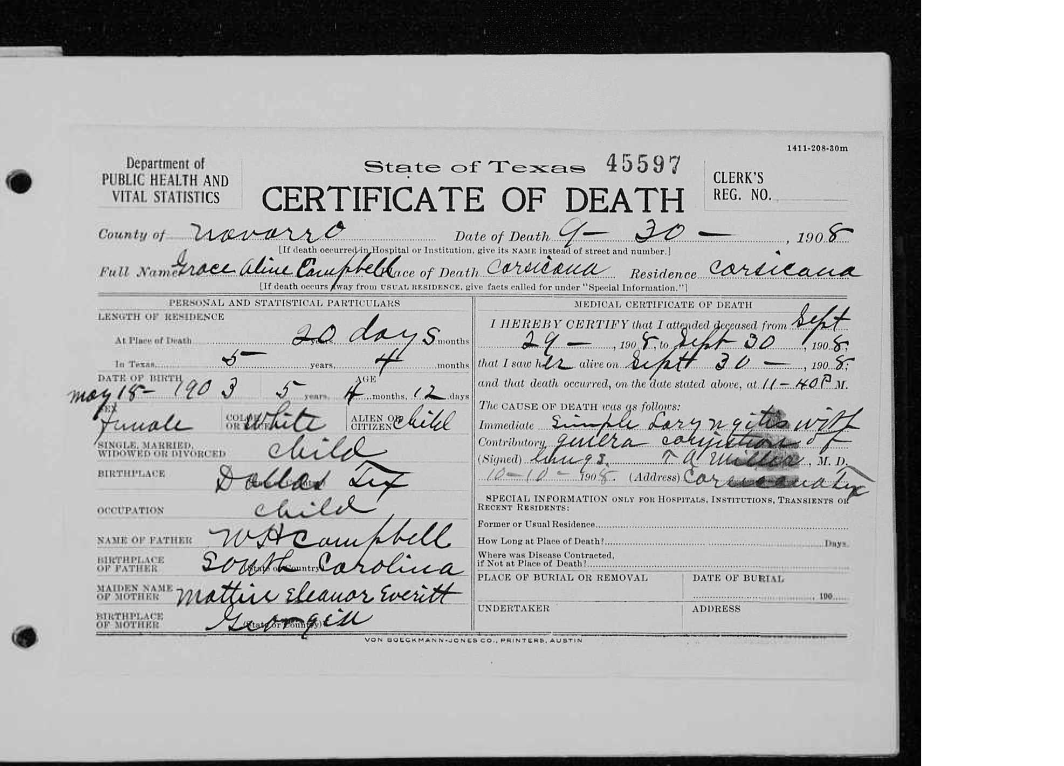 1411-208-30m
Department of
PUBLIC HEALTH AND
VITAL STATISTICS
State of Texas 45597
CERTIFICATE OF DEATH
CLERK'S
REG. NO.
County of Navarro Date of Death 9 - 30 - , 1908
[If death occurred in Hospital or Institution, give its NAME instead of street and number.]
Full Name Grace Aline Campbell Place of Death Corsicana Residence Corsicana
[If death occurs away from USUAL RESIDENCE, give facts called for under "Special Information."]
PERSONAL AND STATISTICAL PARTICULARS
LENGTH OF RESIDENCE
At Place of Death 20 days years, months
In Texas 5 years, 4 months
DATE OF BIRTH May 18 - 1903
AGE 5 years, 4 months, 12 days
SEX Female
COLOR OR RACE White
ALIEN OR CITIZEN Child
SINGLE, MARRIED, WIDOWED OR DIVORCED child
BIRTHPLACE Dallas Tex
OCCUPATION child
NAME OF FATHER W H Campbell
BIRTHPLACE OF FATHER South Carolina
(State or Country)
MAIDEN NAME OF MOTHER Mattie Eleanor Everitt
BIRTHPLACE OF MOTHER
(State or Country)
MEDICAL CERTIFICATE OF DEATH
I HEREBY CERTIFY that I attended deceased from Sept
29 - , 1908, to Sept 30 , 1908,
that I saw her alive on Sept 30 - , 1908.
and that death occurred, on the date stated above, at 11-40 P M.
The CAUSE OF DEATH was as follows:
Immediate Simple Laryngitis with
Contributory of
(Signed) lungs. T A Miller, M. D.
10-10-1908. (Address) Corsicana Tex
SPECIAL INFORMATION ONLY FOR HOSPITALS, INSTITUTIONS, TRANSIENTS OR
RECENT RESIDENTS:
Former or Usual Residence
How Long at Place of Death? Days.
Where was Disease Contracted,
if Not at Place of Death?
PLACE OF BURIAL OR REMOVAL
DATE OF BURIAL
190
UNDERTAKER
ADDRESS
VON BOECKMANN-JONES CO., PRINTERS, AUSTIN